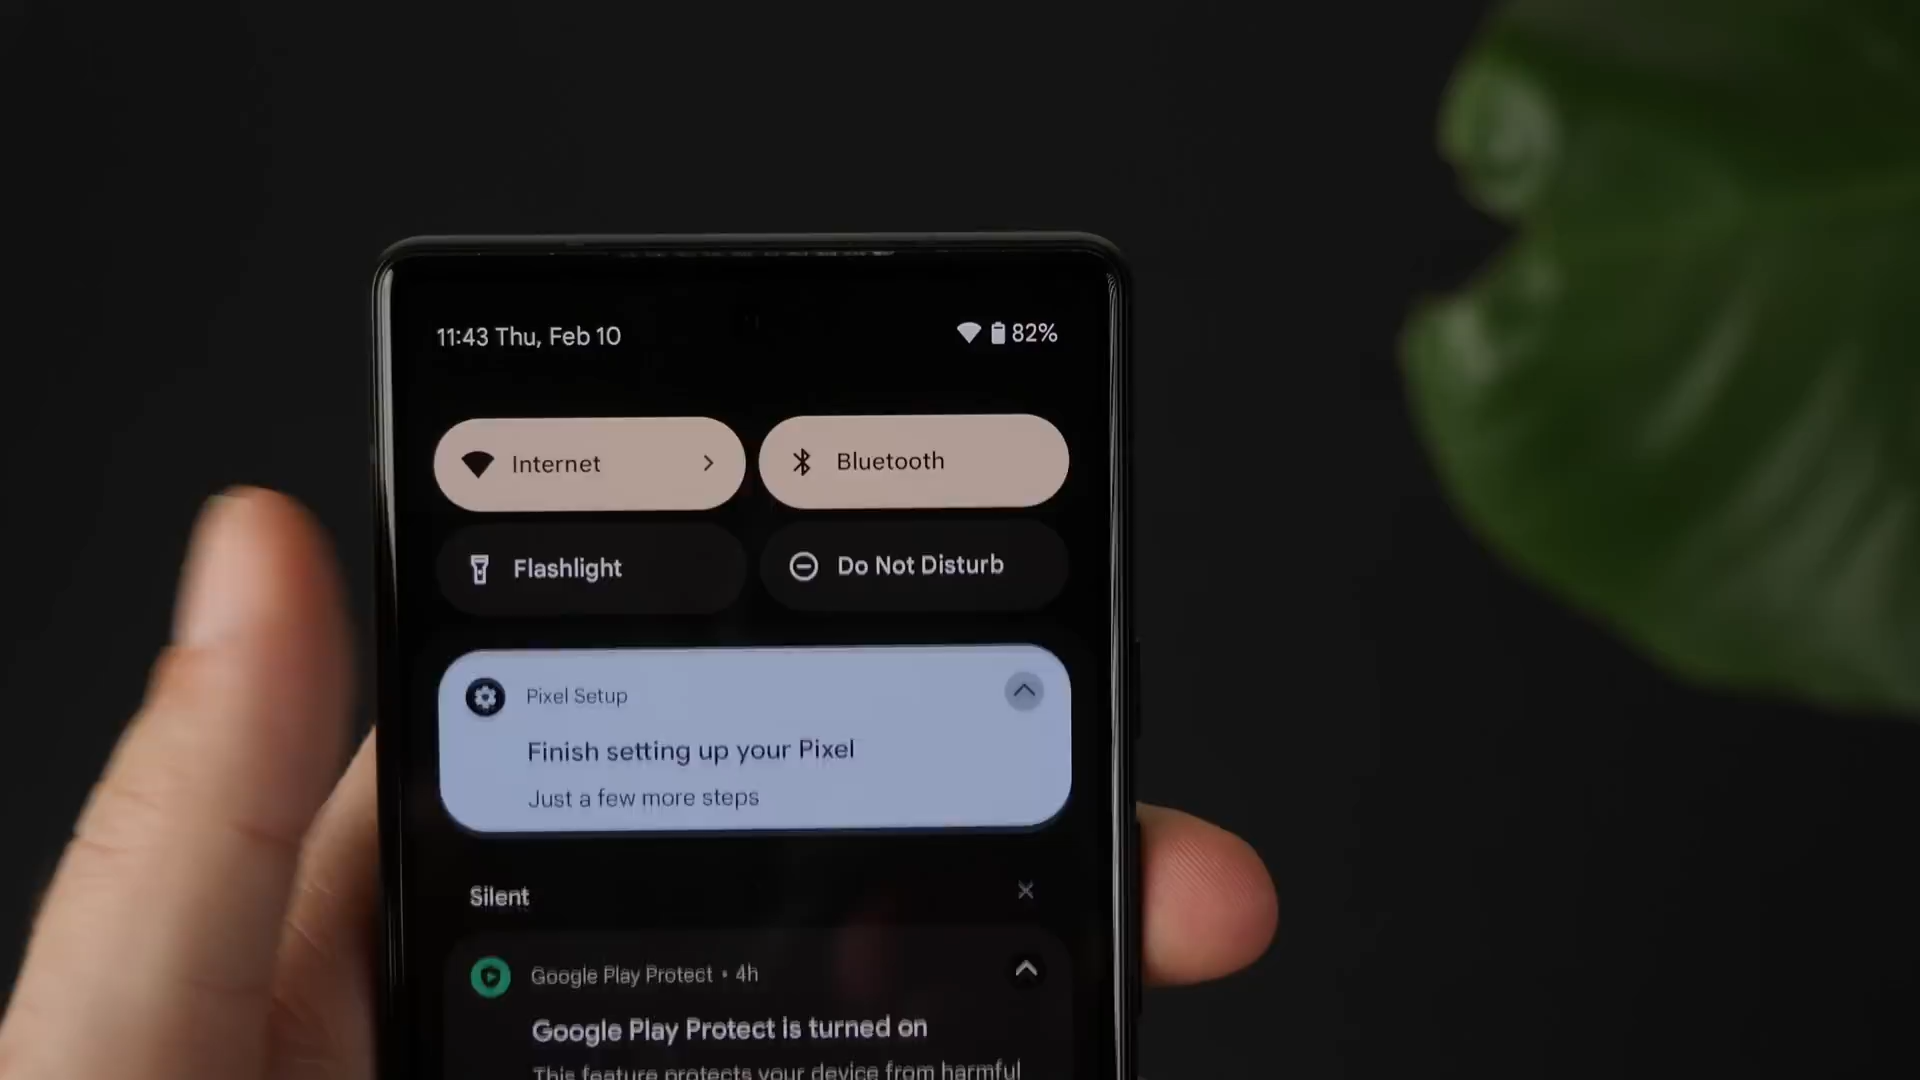 11:43 Thu, Feb 10
82%
Internet
Bluetooth
Flashlight
Do Not Disturb
Pixel Setup
Finish setting up your Pixel
Just a few more steps
Silent
Google Play Protect • 4h
Google Play Protect is turned on
This feature protects your device from harmful